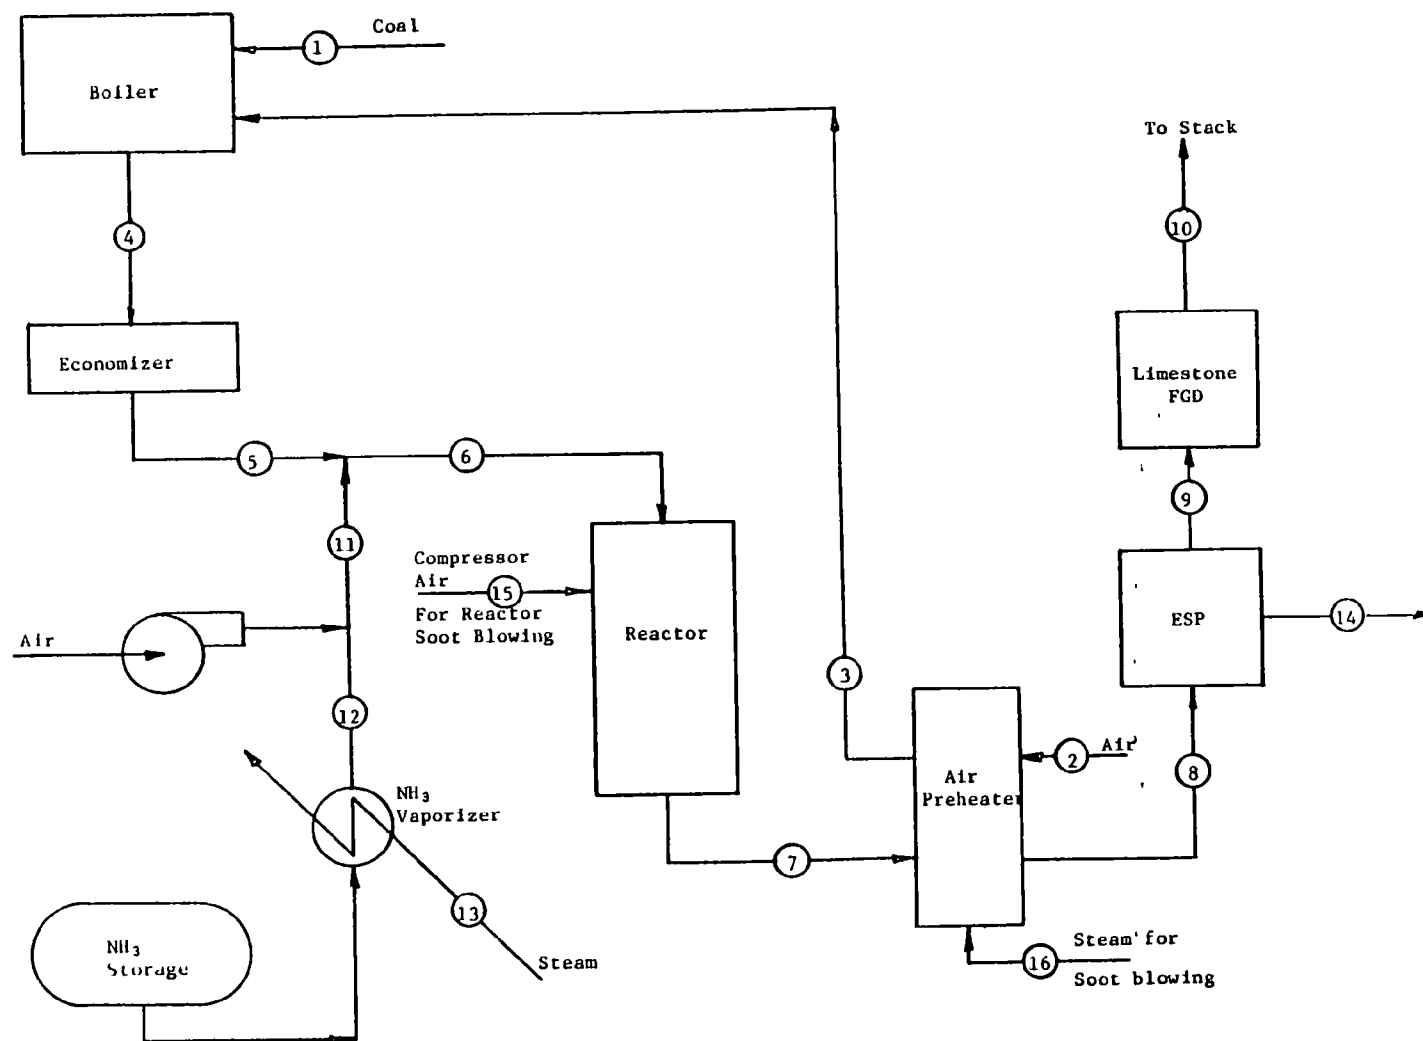 Coal
1
Boiler
To Stack
10
4
Limestone
FGD
Economizer
5
6
9
11
Compressor
Air
15
For Reactor
Soot Blowing
Reactor
ESP
14
Air
3
12
2
Air
8
Air
Preheater
NH₃
Vaporizer
7
13
NH₃
Storage
Steam
16
Steam for
Soot blowing